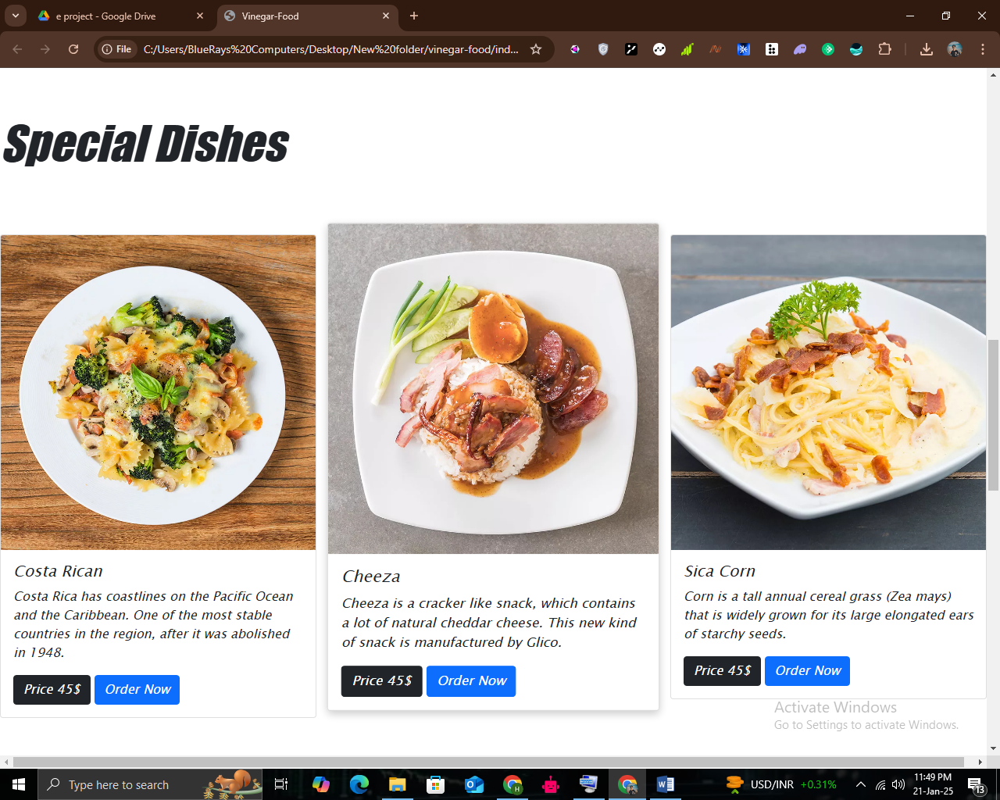 e project - Google Drive
Vinegar-Food
File
C:/Users/BlueRays%20Computers/Desktop/New%20folder/vinegar-food/ind...
Special Dishes
Costa Rican
Costa Rica has coastlines on the Pacific Ocean
and the Caribbean. One of the most stable
countries in the region, after it was abolished
in 1948.
Price 45$
Order Now
Cheeza
Cheeza is a cracker like snack, which contains
a lot of natural cheddar cheese. This new kind
of snack is manufactured by Glico.
Price 45$
Order Now
Sica Corn
Corn is a tall annual cereal grass (Zea mays)
that is widely grown for its large elongated ears
of starchy seeds.
Price 45$
Order Now
Activate Windows
Go to Settings to activate Windows.
Type here to search
USD/INR +0.31%
11:49 PM
21-Jan-25
13